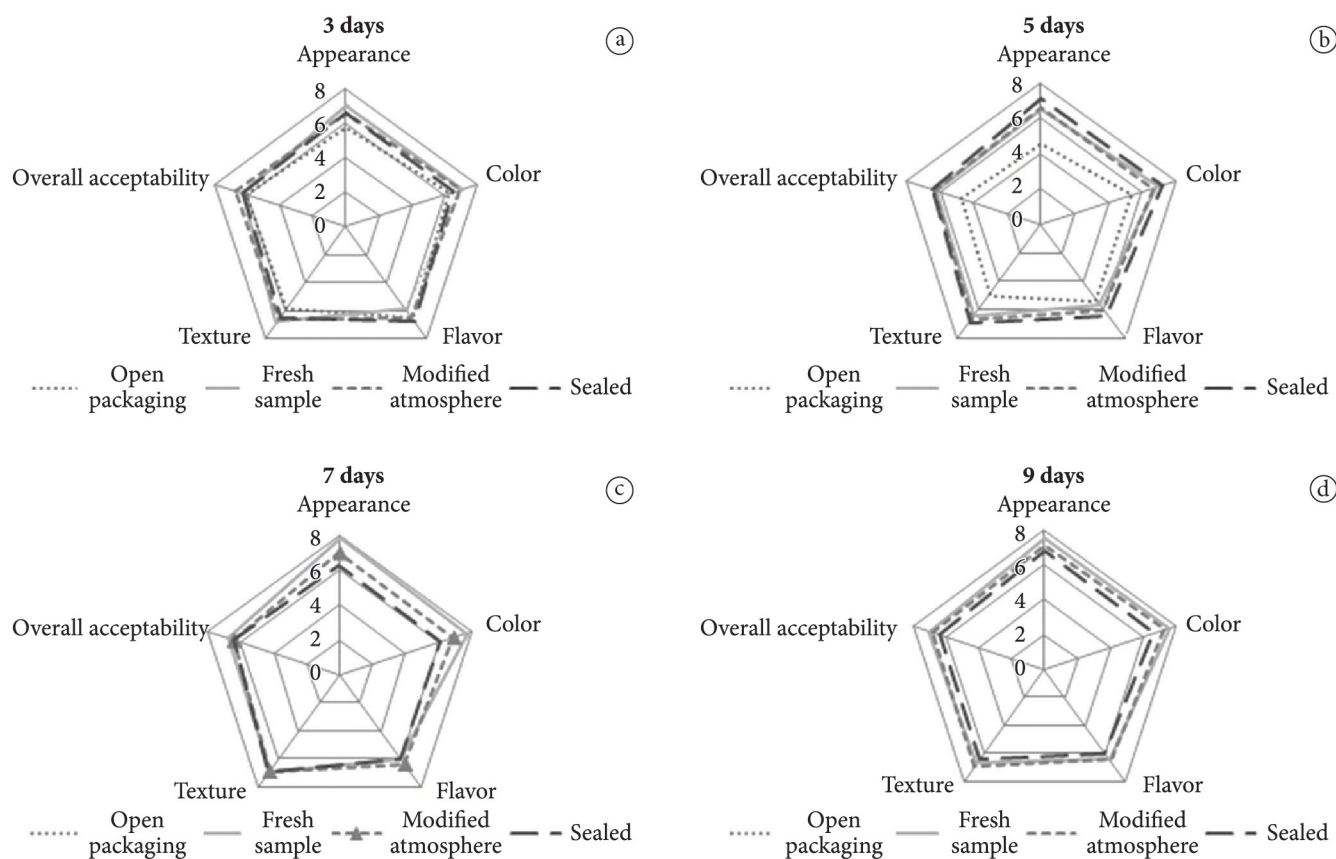 3 days
a
Appearance
8
6
4
2
0
Overall acceptability
Color
Texture
Flavor
Open packaging
Fresh sample
Modified atmosphere
Sealed
5 days
b
Appearance
8
6
4
2
0
Overall acceptability
Color
Texture
Flavor
Open packaging
Fresh sample
Modified atmosphere
Sealed
7 days
c
Appearance
8
6
4
2
0
Overall acceptability
Color
Texture
Flavor
Open packaging
Fresh sample
Modified atmosphere
Sealed
9 days
d
Appearance
8
6
4
2
0
Overall acceptability
Color
Texture
Flavor
Open packaging
Fresh sample
Modified atmosphere
Sealed